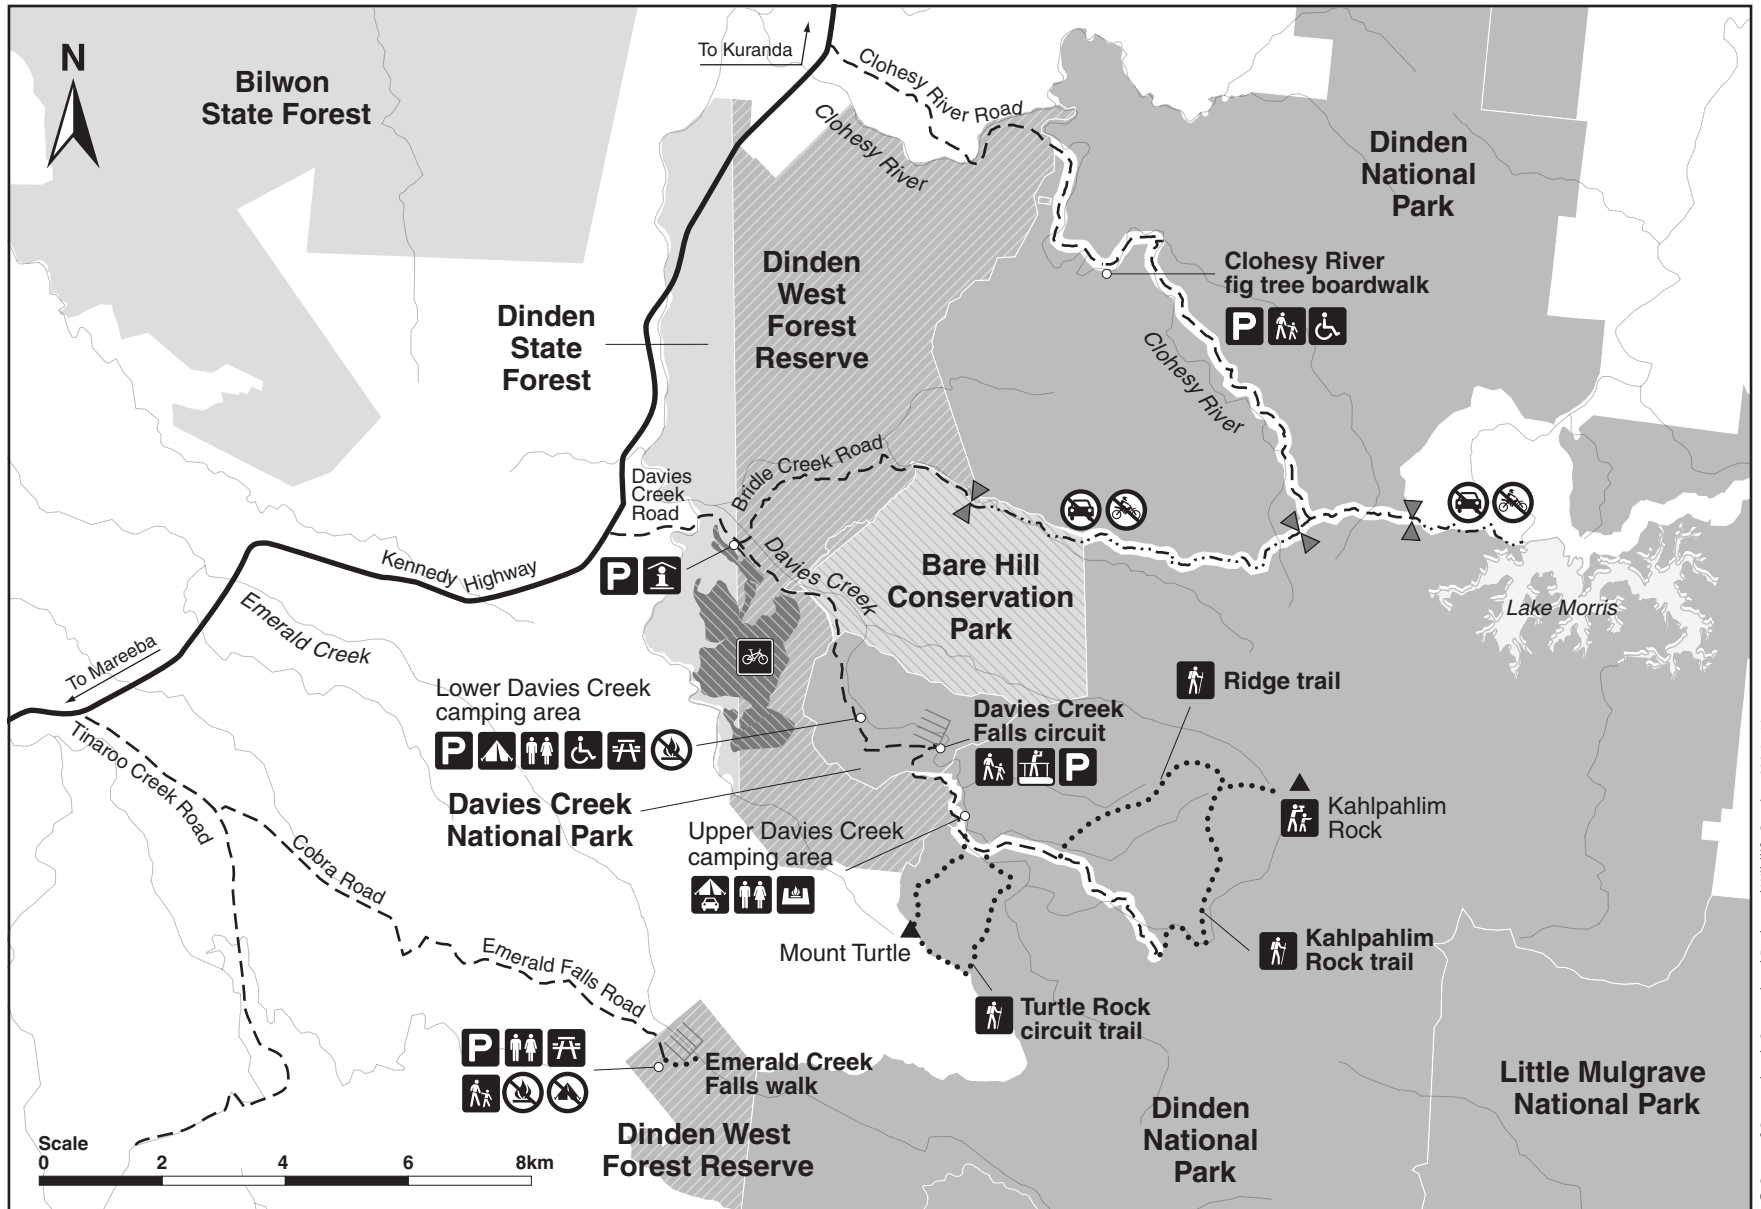 To Kuranda
N
Bilwon
State Forest
Clohesy River Road
Clohesy River
Dinden
National
Park
Clohesy River
fig tree boardwalk
P
Dinden
West
Forest
Reserve
Dinden
State
Forest
Clohesy River
Davies
Creek
Road
Bridle Creek Road
Kennedy Highway
P
Davies Creek
Bare Hill
Conservation
Park
Lake Morris
Emerald Creek
To Mareeba
Tinaroo Creek Road
Lower Davies Creek
camping area
P
Ridge trail
Davies Creek
Falls circuit
P
Davies Creek
National Park
Kahlpahlim
Rock
Upper Davies Creek
camping area
Cobra Road
Mount Turtle
Kahlpahlim
Rock trail
Emerald Falls Road
Turtle Rock
circuit trail
P
Emerald Creek
Falls walk
Little Mulgrave
National Park
Dinden
National
Park
Dinden West
Forest Reserve
Scale
0 2 4 6 8km